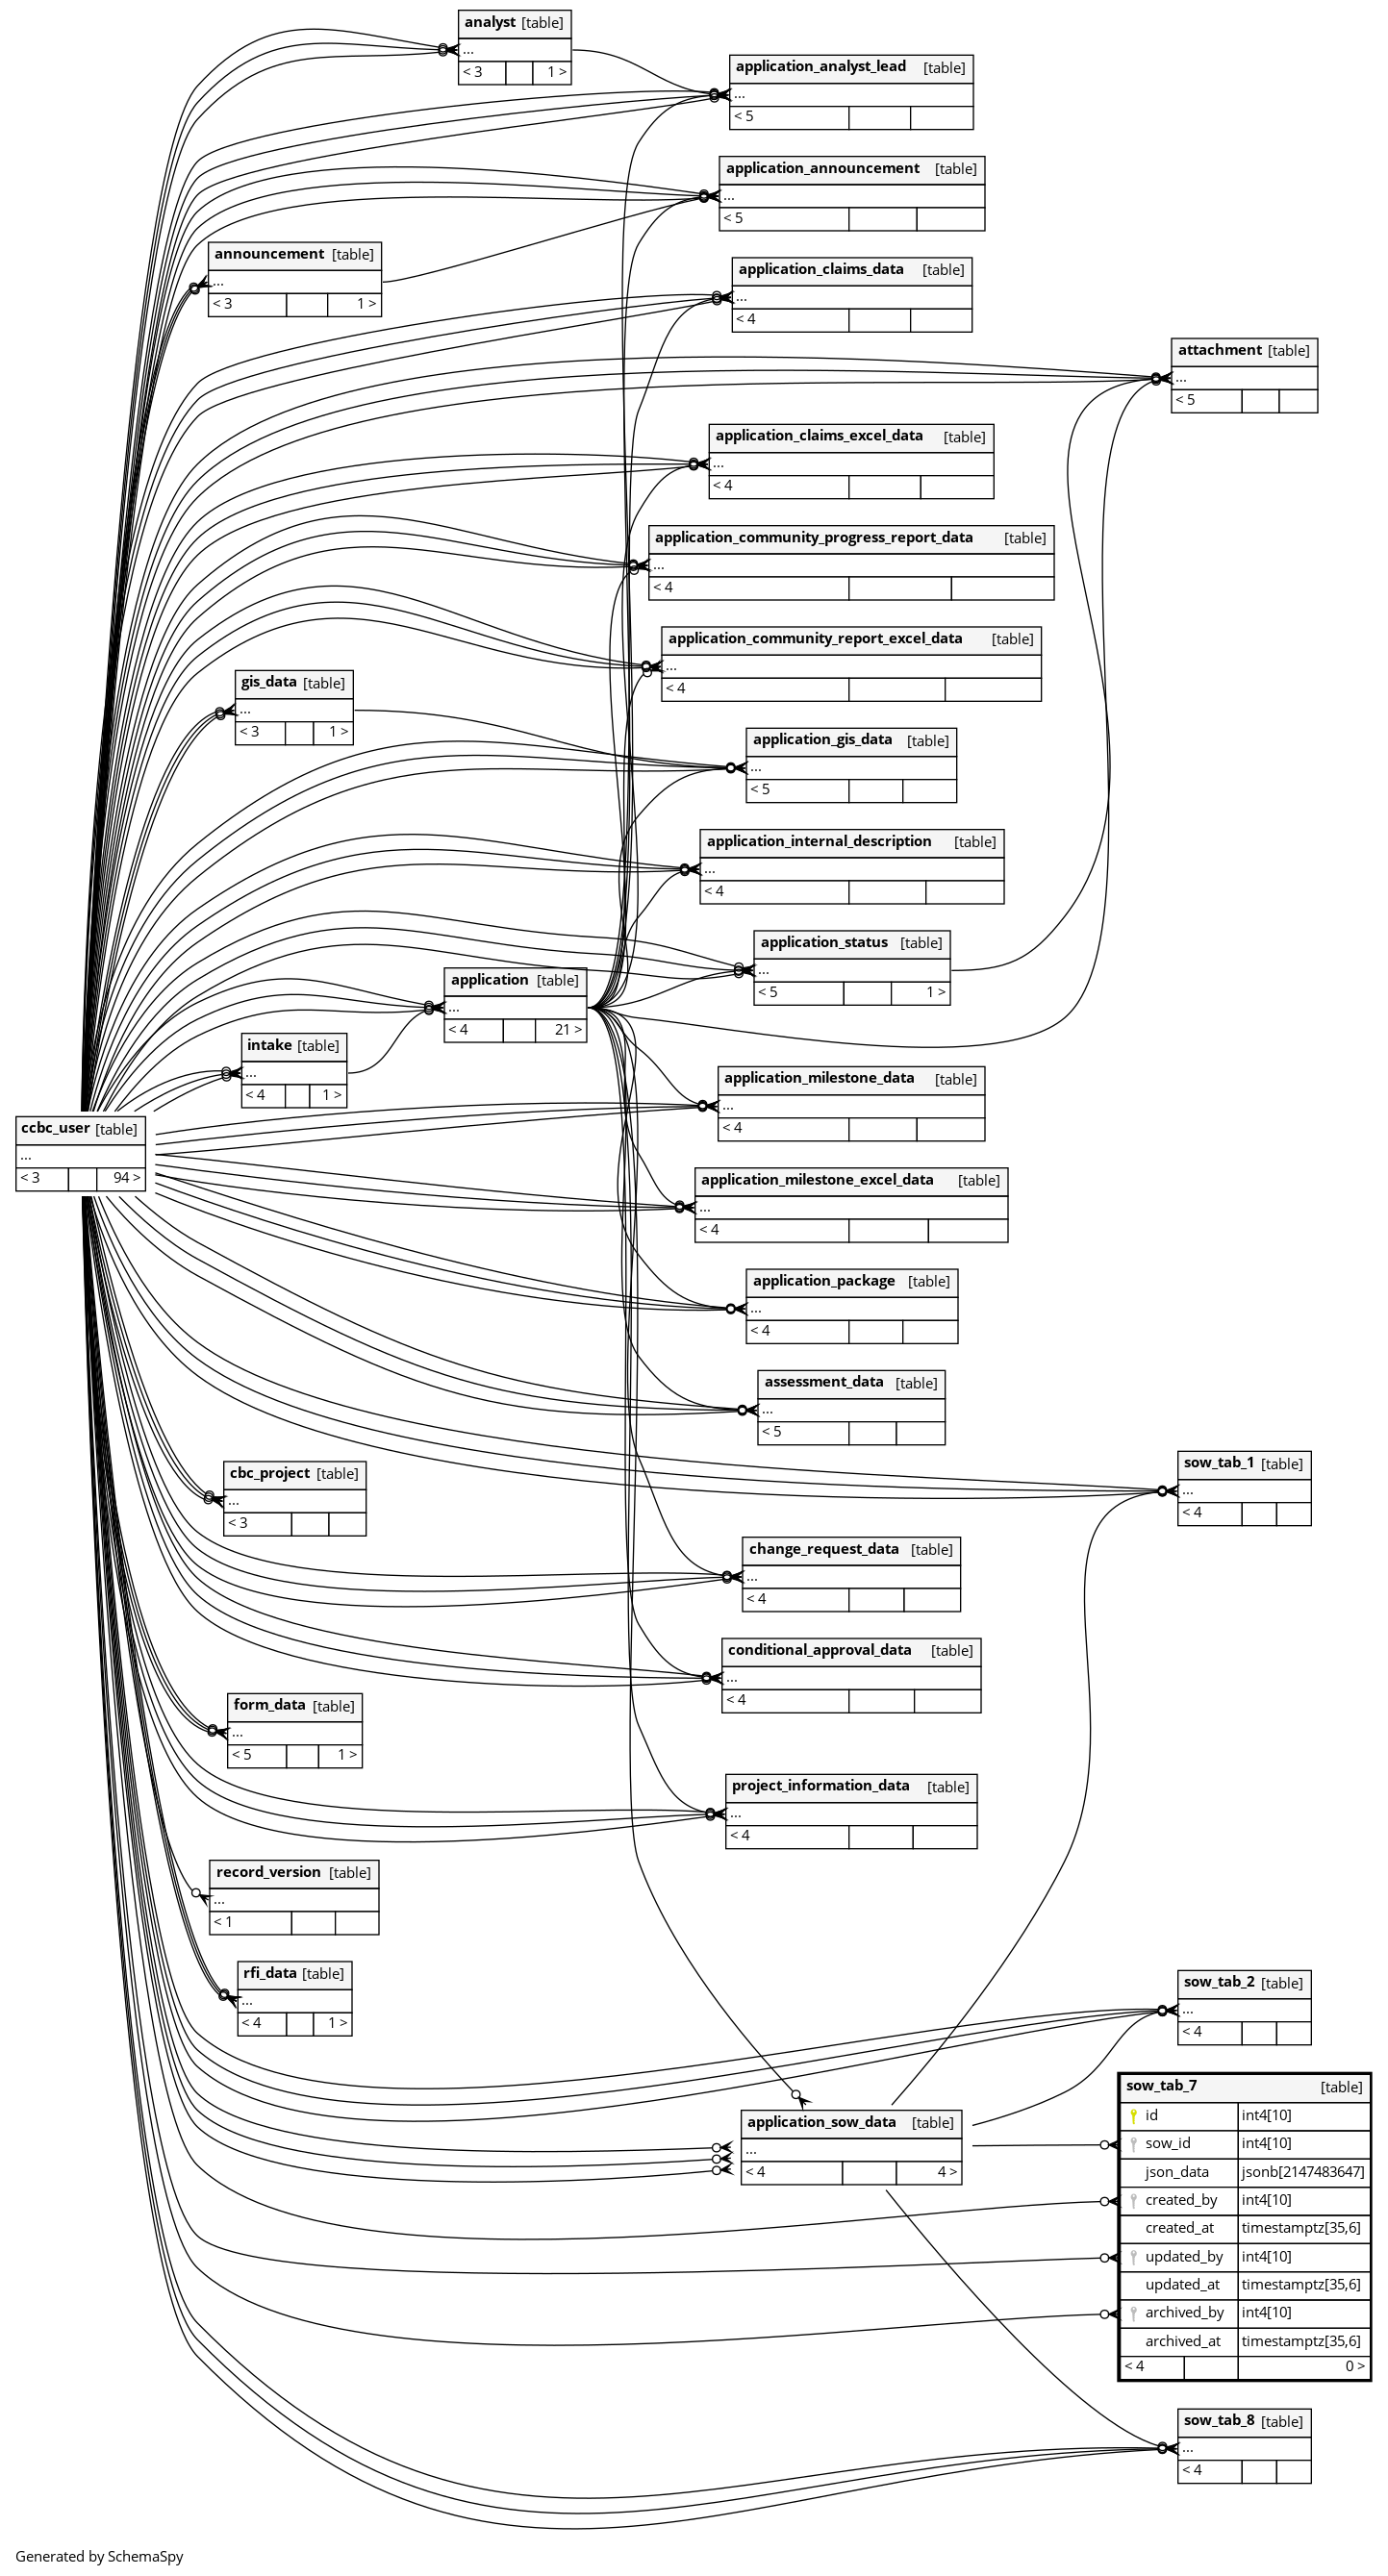 analyst [table]
...
< 3 1 >
application_analyst_lead [table]
...
< 5
application_announcement [table]
...
< 5
announcement [table]
...
< 3 1 >
application_claims_data [table]
...
< 4
attachment [table]
...
< 5
application_claims_excel_data [table]
...
< 4
application_community_progress_report_data [table]
...
< 4
application_community_report_excel_data [table]
...
< 4
gis_data [table]
...
< 3 1 >
application_gis_data [table]
...
< 5
application_internal_description [table]
...
< 4
application_status [table]
...
< 5 1 >
application [table]
...
< 4 21 >
intake [table]
...
< 4 1 >
application_milestone_data [table]
...
< 4
ccbc_user [table]
...
< 3 94 >
application_milestone_excel_data [table]
...
< 4
application_package [table]
...
< 4
assessment_data [table]
...
< 5
sow_tab_1 [table]
...
< 4
cbc_project [table]
...
< 3
change_request_data [table]
...
< 4
conditional_approval_data [table]
...
< 4
form_data [table]
...
< 5 1 >
project_information_data [table]
...
< 4
record_version [table]
...
< 1
rfi_data [table]
...
< 4 1 >
sow_tab_2 [table]
...
< 4
application_sow_data [table]
...
< 4 4 >
sow_tab_7 [table]
id int4[10]
sow_id int4[10]
json_data jsonb[2147483647]
created_by int4[10]
created_at timestamptz[35,6]
updated_by int4[10]
updated_at timestamptz[35,6]
archived_by int4[10]
archived_at timestamptz[35,6]
< 4 0 >
sow_tab_8 [table]
...
< 4
Generated by SchemaSpy